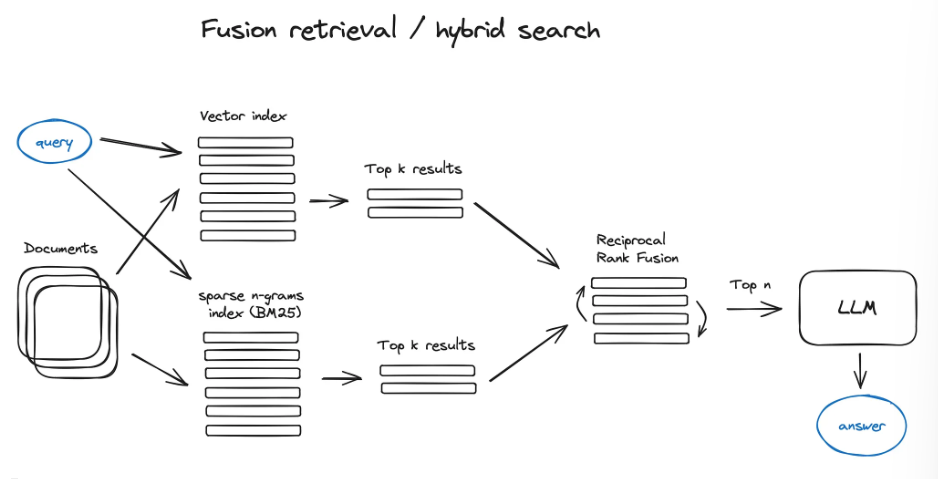 Fusion retrieval / hybrid search
Vector index
query
Top k results
Documents
Reciprocal
Rank Fusion
Top n
sparse n-grams
index (BM25)
LLM
Top k results
answer